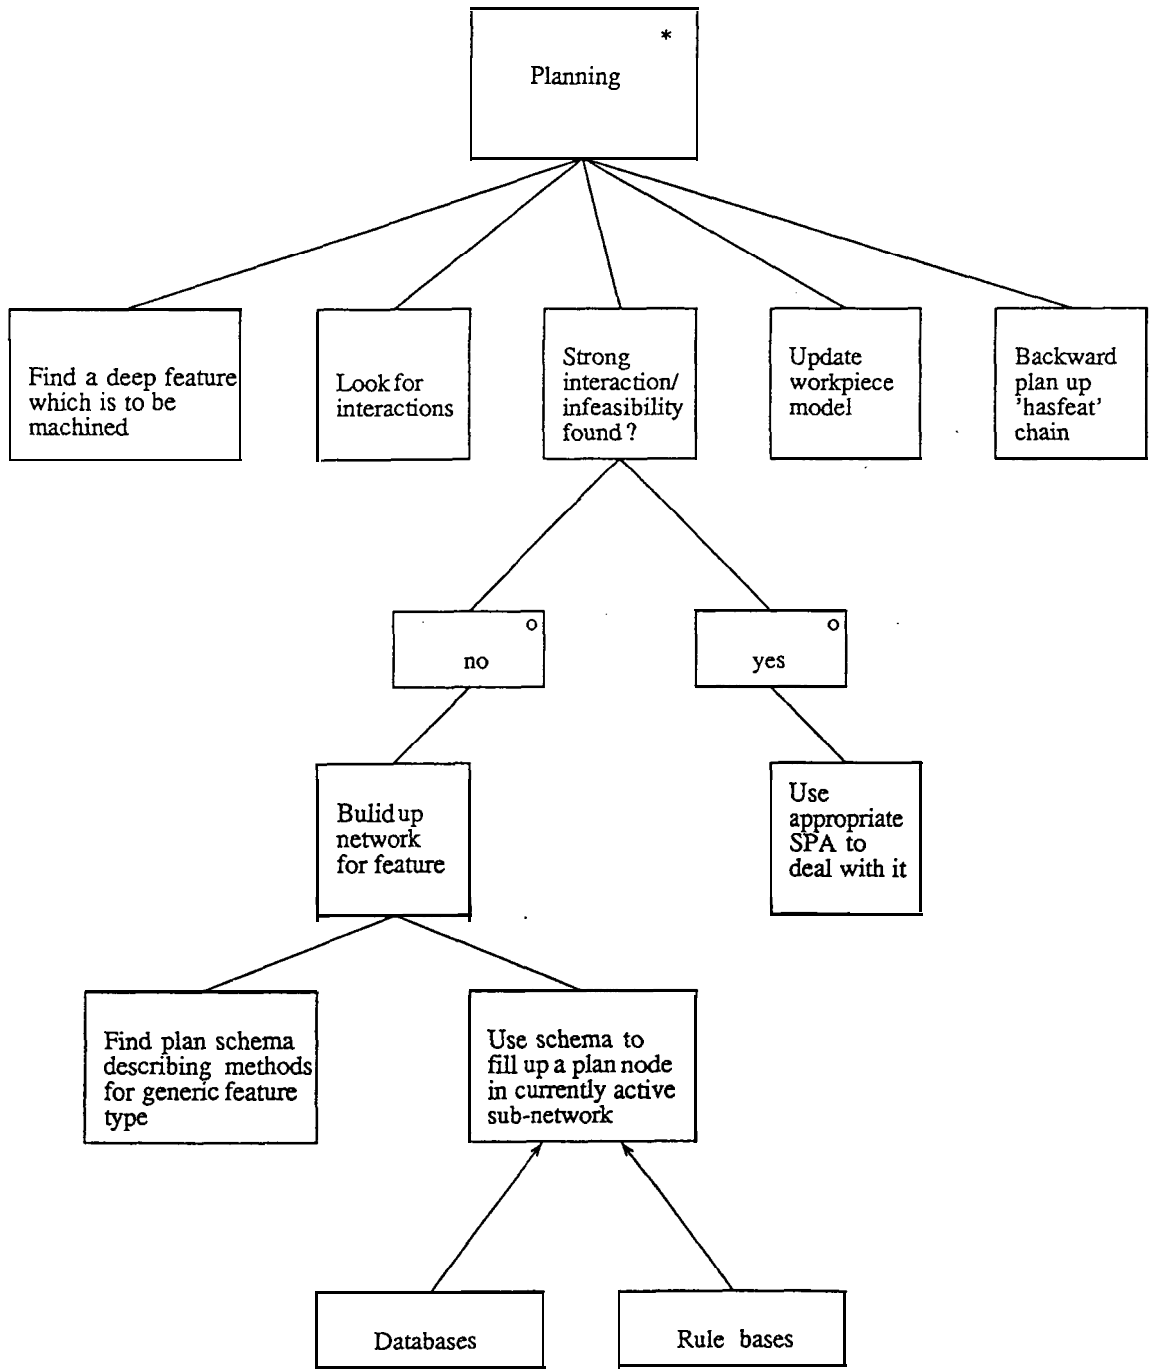 *
Planning
Find a deep feature
which is to be
machined
Look for
interactions
Strong
interaction/
infeasibility
found ?
Update
workpiece
model
Backward
plan up
'hasfeat'
chain
o
no
o
yes
Bulid up
network
for feature
Use
appropriate
SPA to
deal with it
Find plan schema
describing methods
for generic feature
type
Use schema to
fill up a plan node
in currently active
sub-network
Databases
Rule bases